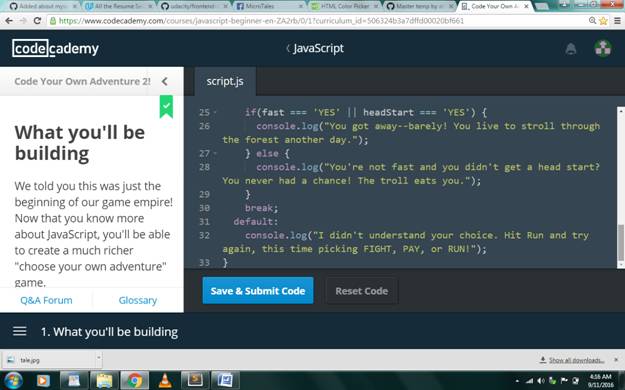 Added about mys
All the Resume Se
udacity/frontend-n
MicroTales
HTML Color Picker
Master temp by a
Code Your Own A
https://www.codecademy.com/courses/javascript-beginner-en-ZA2rb/0/1?curriculum_id=506324b3a7dffd00020bf661
codecademy
JavaScript
Code Your Own Adventure 2!
script.js
What you'll be
building
We told you this was just the
beginning of our game empire!
Now that you know more
about JavaScript, you'll be able
to create a much richer
"choose your own adventure"
game.
Q&A Forum
Glossary
25 if(fast === 'YES' || headStart === 'YES') {
26 console.log("You got away--barely! You live to stroll through
the forest another day.");
27 } else {
28 console.log("You're not fast and you didn't get a head start?
You never had a chance! The troll eats you.");
29 }
30 break;
31 default:
32 console.log("I didn't understand your choice. Hit Run and try
again, this time picking FIGHT, PAY, or RUN!");
33 }
Save & Submit Code
Reset Code
1. What you'll be building
tale.jpg
Show all downloads...
4:16 AM
9/11/2016